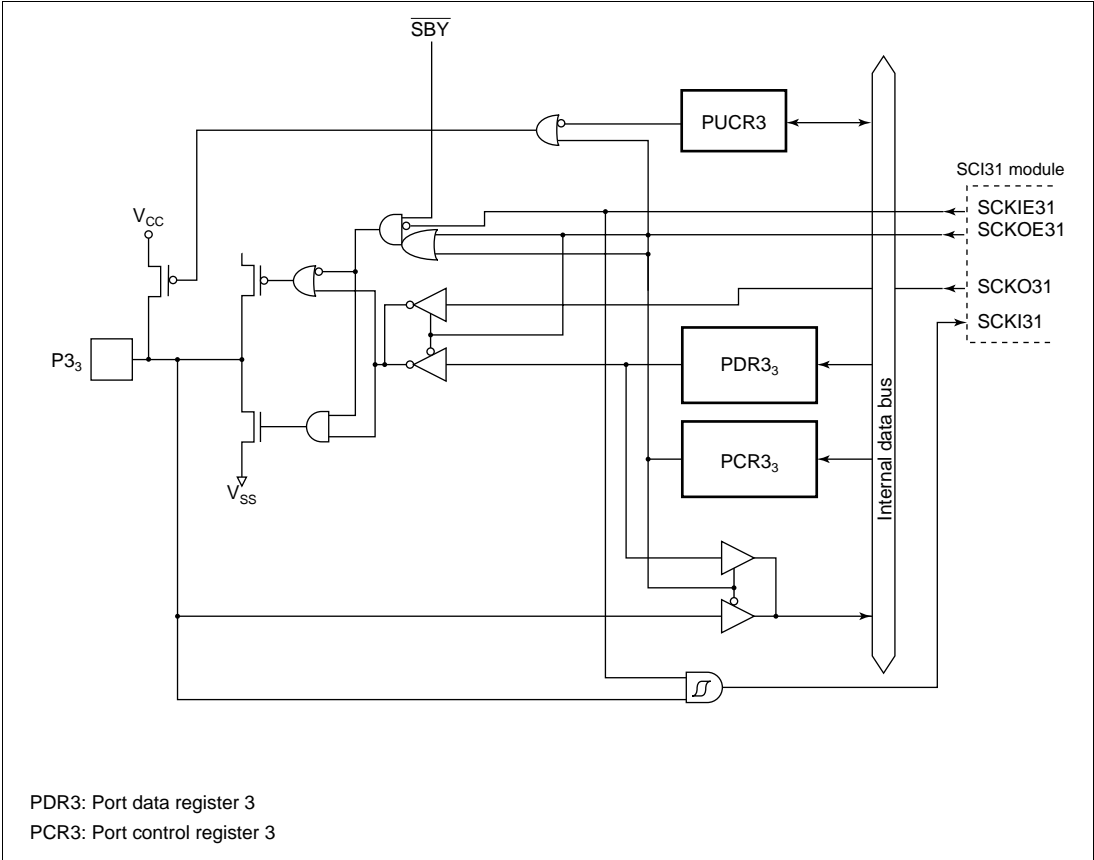 SBY
PUCR3
SCI31 module
SCKIE31
SCKOE31
VCC
SCKO31
SCKI31
P33
PDR33
PCR33
Internal data bus
VSS
PDR3: Port data register 3
PCR3: Port control register 3